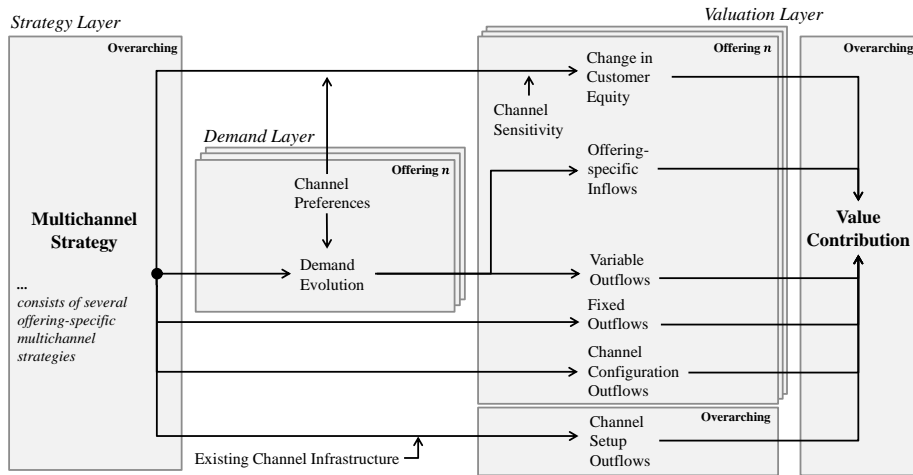 Strategy Layer
Overarching
Multichannel
Strategy
...
consists of several
offering-specific
multichannel
strategies
Demand Layer
Offering n
Channel
Preferences
Demand
Evolution
Existing Channel Infrastructure
Valuation Layer
Offering n
Change in
Customer
Equity
Channel
Sensitivity
Offering-
specific
Inflows
Variable
Outflows
Fixed
Outflows
Channel
Configuration
Outflows
Overarching
Channel
Setup
Outflows
Overarching
Value
Contribution